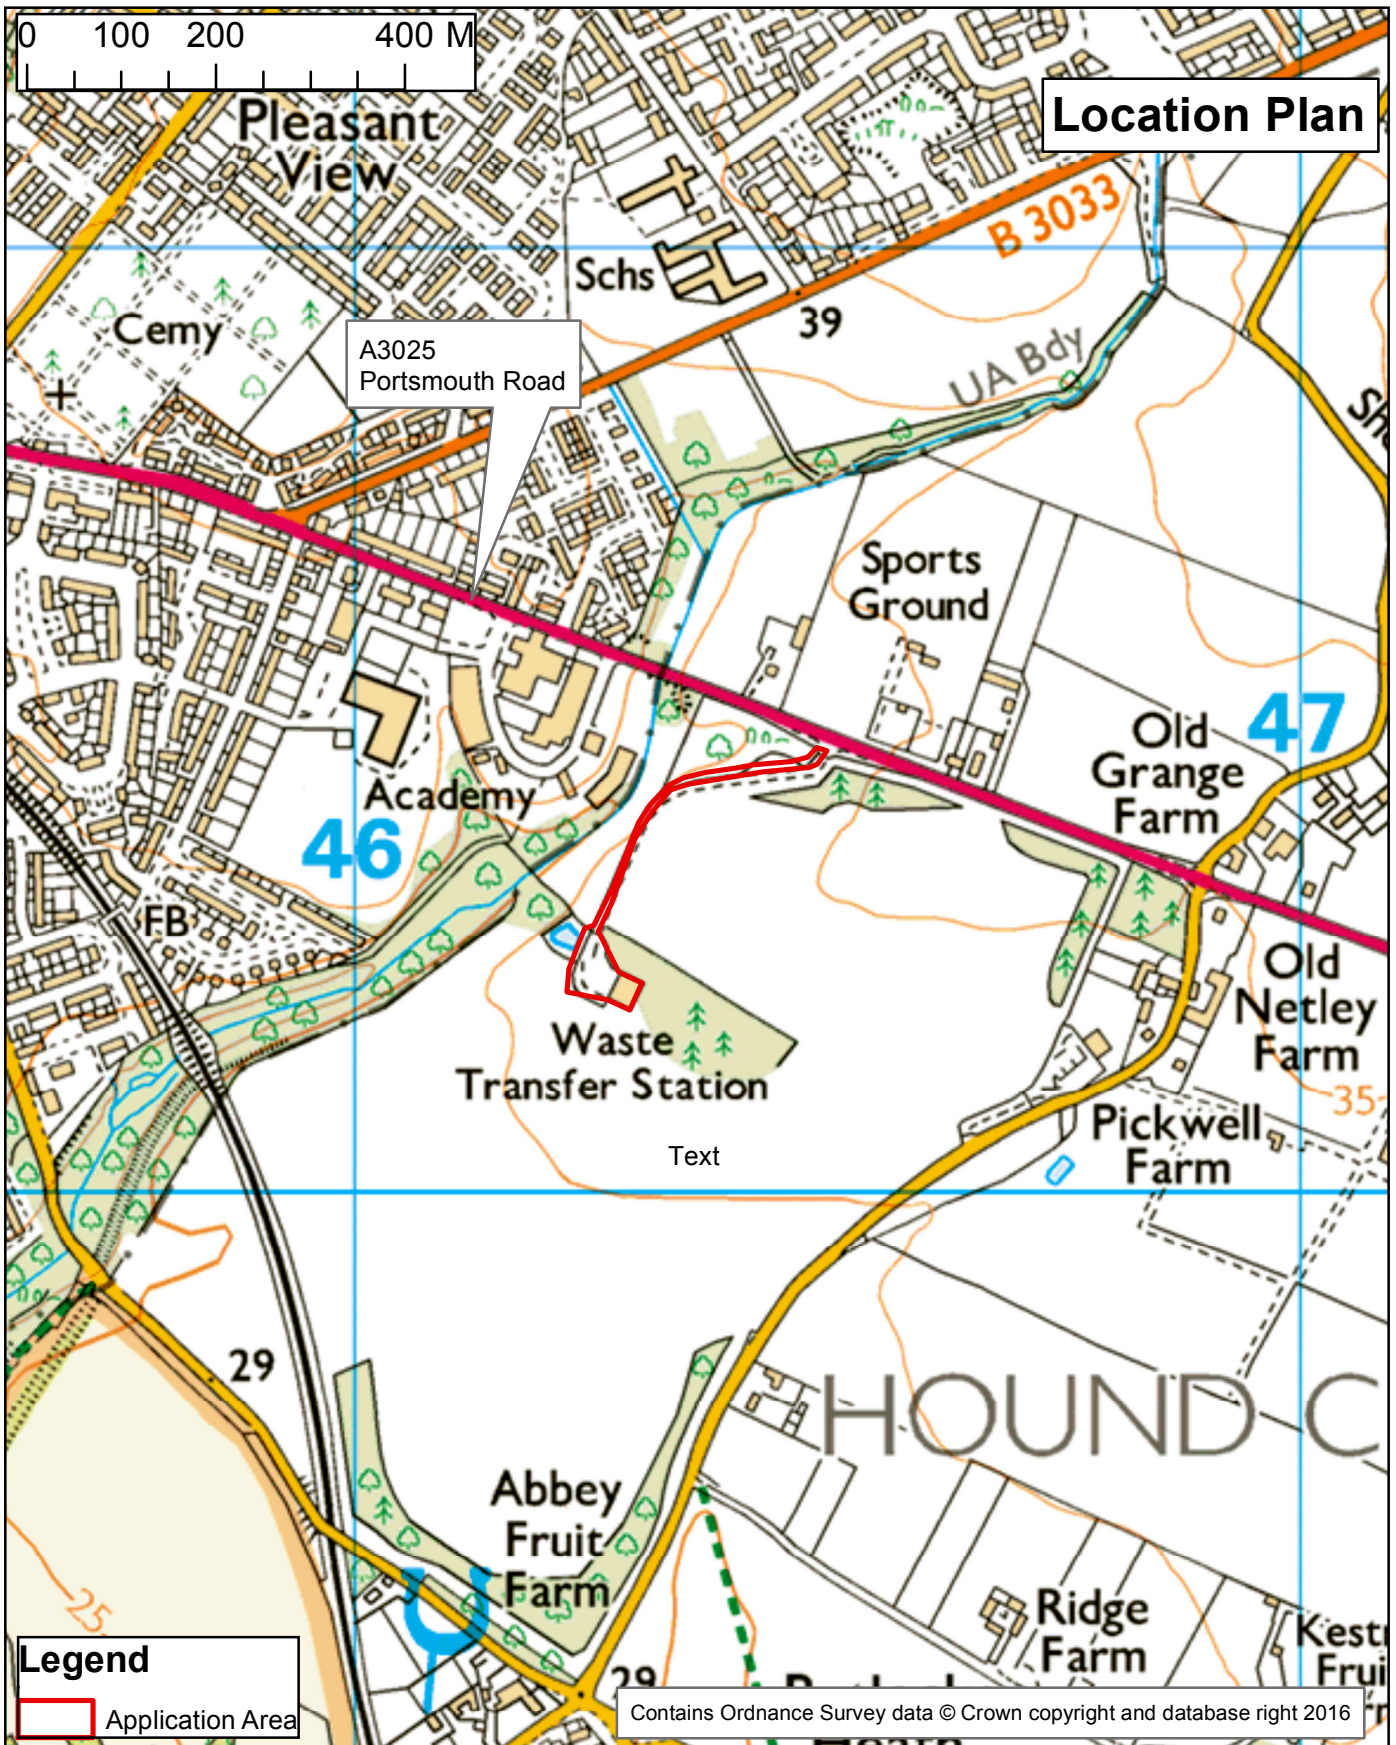 0 100 200 400 M
Location Plan
Pleasant
View
B 3033
Schs
39
Cemy
A3025
Portsmouth Road
UA Bdy
Sports
Ground
47
Old
Grange
Farm
Academy
46
FB
Old
Netley
Farm
Waste
Transfer Station
35
Pickwell
Farm
Text
29
HOUND C
Abbey
Fruit
Farm
25
Ridge
Farm
29
Legend
Application Area
Contains Ordnance Survey data © Crown copyright and database right 2016